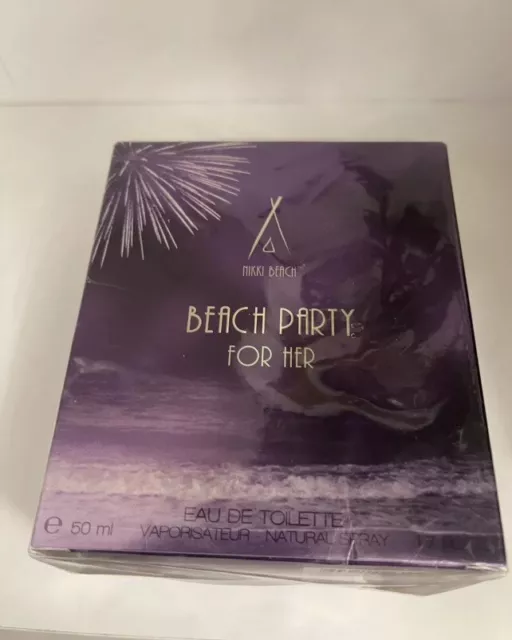 NIKKI BEACH
BEACH PARTY
FOR HER
EAU DE TOILETTE
e 50 ml VAPORISATEUR - NATURAL SPRAY